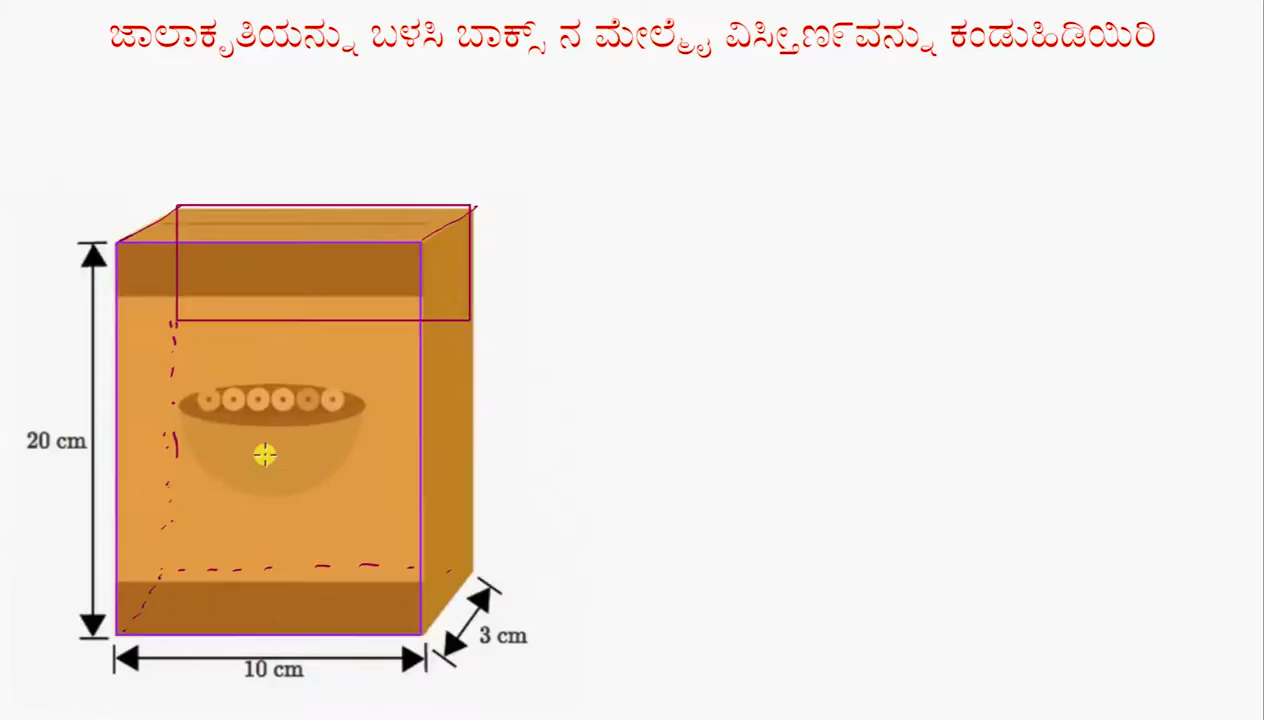 ಜಾಲಾಕೃತಿಯನ್ನು ಬಳಸಿ ಬಾಕ್ಸ್ ನ ಮೇಲ್ಮೈ ವಿಸ್ತೀರ್ಣವನ್ನು ಕಂಡುಹಿಡಿಯಿರಿ
20 cm
3 cm
10 cm